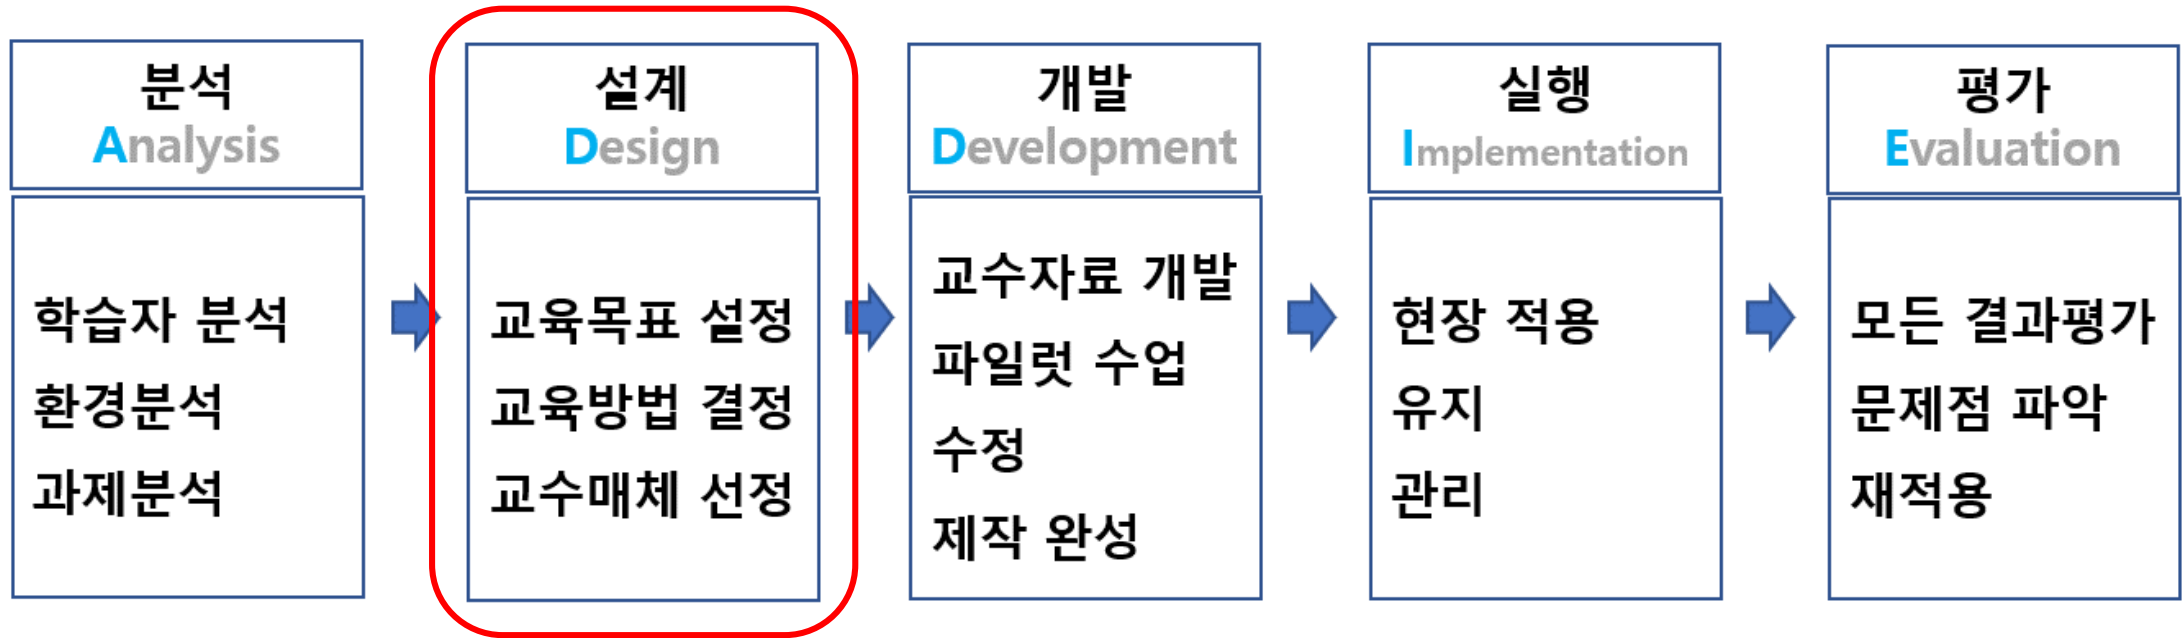 분석
Analysis
학습자 분석
환경분석
과제분석
설계
Design
교육목표 설정
교육방법 결정
교수매체 선정
개발
Development
교수자료 개발
파일럿 수업
수정
제작 완성
실행
Implementation
현장 적용
유지
관리
평가
Evaluation
모든 결과평가
문제점 파악
재적용